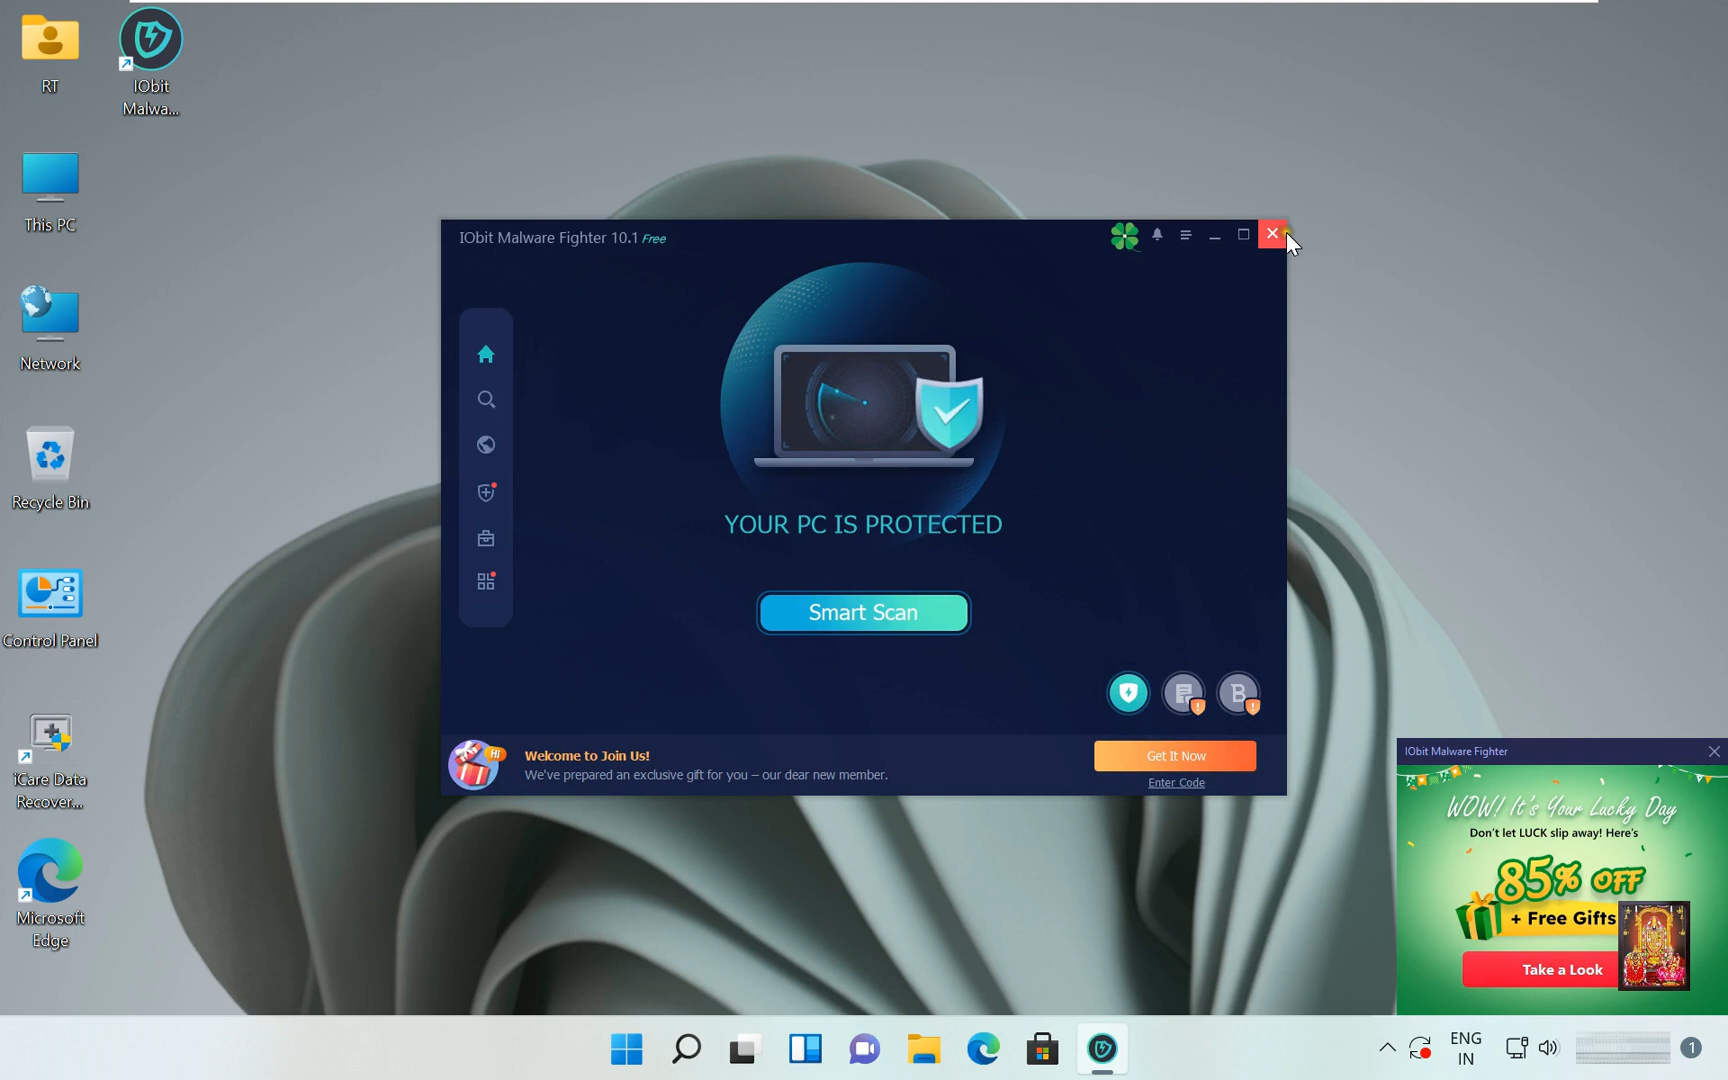 RT
IObit
Malwa...
This PC
Network
Recycle Bin
Control Panel
iCare Data
Recover...
Microsoft
Edge
IObit Malware Fighter 10.1 Free
YOUR PC IS PROTECTED
Smart Scan
B
Hi
Welcome to Join Us!
We've prepared an exclusive gift for you – our dear new member.
Get It Now
Enter Code
IObit Malware Fighter
WOW! It's Your Lucky Day
Don't let LUCK slip away! Here's
85% OFF
+ Free Gifts
Take a Look
ENG
IN
1